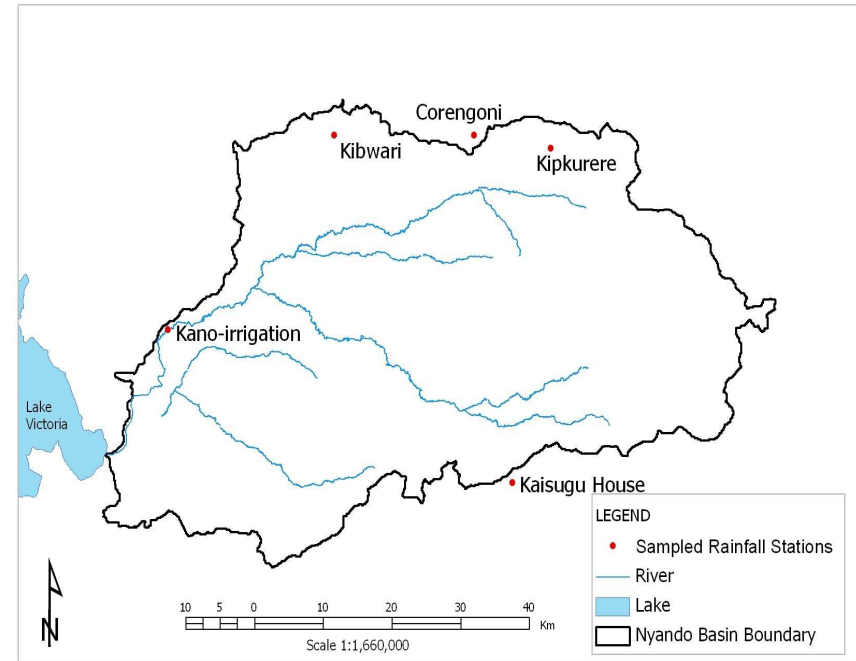 Corengoni
Kibwari
Kipkurere
Kano-irrigation
Lake
Victoria
Kaisugu House
LEGEND
Sampled Rainfall Stations
River
Lake
Nyando Basin Boundary
N
10 5 0 10 20 30 40
Km
Scale 1:1,660,000